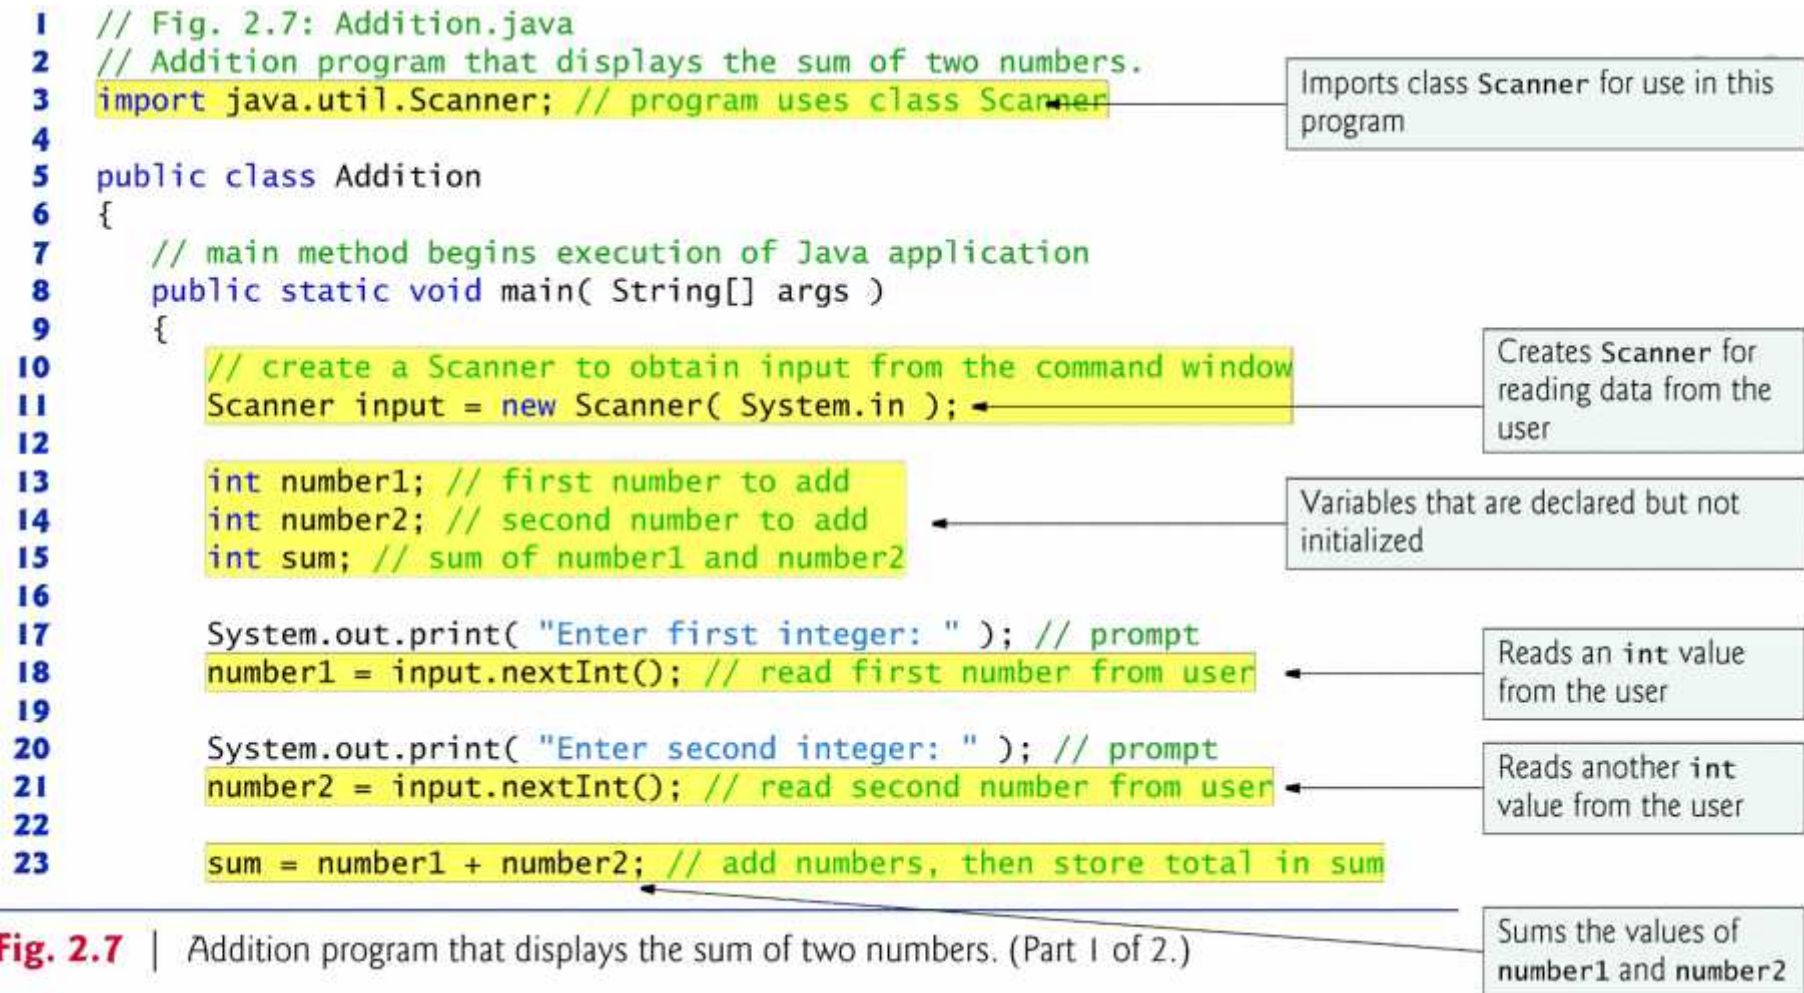 1 // Fig. 2.7: Addition.java
2 // Addition program that displays the sum of two numbers.
3 import java.util.Scanner; // program uses class Scanner
Imports class Scanner for use in this
program
4
5 public class Addition
6 {
7 // main method begins execution of Java application
8 public static void main( String[] args )
9 {
10 // create a Scanner to obtain input from the command window
11 Scanner input = new Scanner( System.in );
Creates Scanner for
reading data from the
user
12
13 int number1; // first number to add
14 int number2; // second number to add
15 int sum; // sum of number1 and number2
Variables that are declared but not
initialized
16
17 System.out.print( "Enter first integer: " ); // prompt
18 number1 = input.nextInt(); // read first number from user
Reads an int value
from the user
19
20 System.out.print( "Enter second integer: " ); // prompt
21 number2 = input.nextInt(); // read second number from user
Reads another int
value from the user
22
23 sum = number1 + number2; // add numbers, then store total in sum
Sums the values of
number1 and number2
Fig. 2.7 | Addition program that displays the sum of two numbers. (Part 1 of 2.)